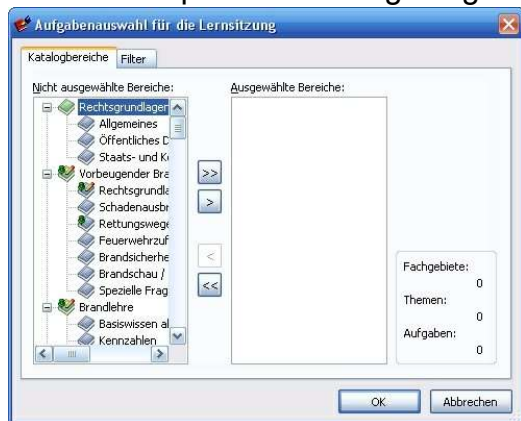 Aufgabenauswahl für die Lernsitzung
Katalogbereiche
Filter
Nicht ausgewählte Bereiche:
Ausgewählte Bereiche:
Rechtsgrundlager
Allgemeines
Öffentliches D
Staats- und K
Vorbeugender Bra
Rechtsgrundla
Schadenausbr
Rettungswege
Feuerwehrzuf
Brandsicherhe
Brandschau /
Spezielle Frag
Brandlehre
Basiswissen al
Kennzahlen
>>
>
<
<<
Fachgebiete:
0
Themen:
0
Aufgaben:
0
OK
Abbrechen